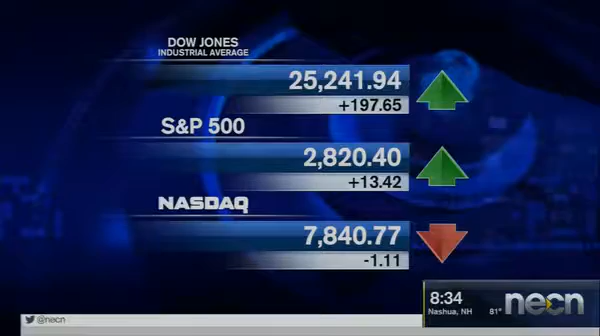 DOW JONES
INDUSTRIAL AVERAGE
25,241.94
+197.65
S&P 500
2,820.40
+13.42
NASDAQ
7,840.77
-1.11
8:34
Nashua, NH 81°
necn
@necn